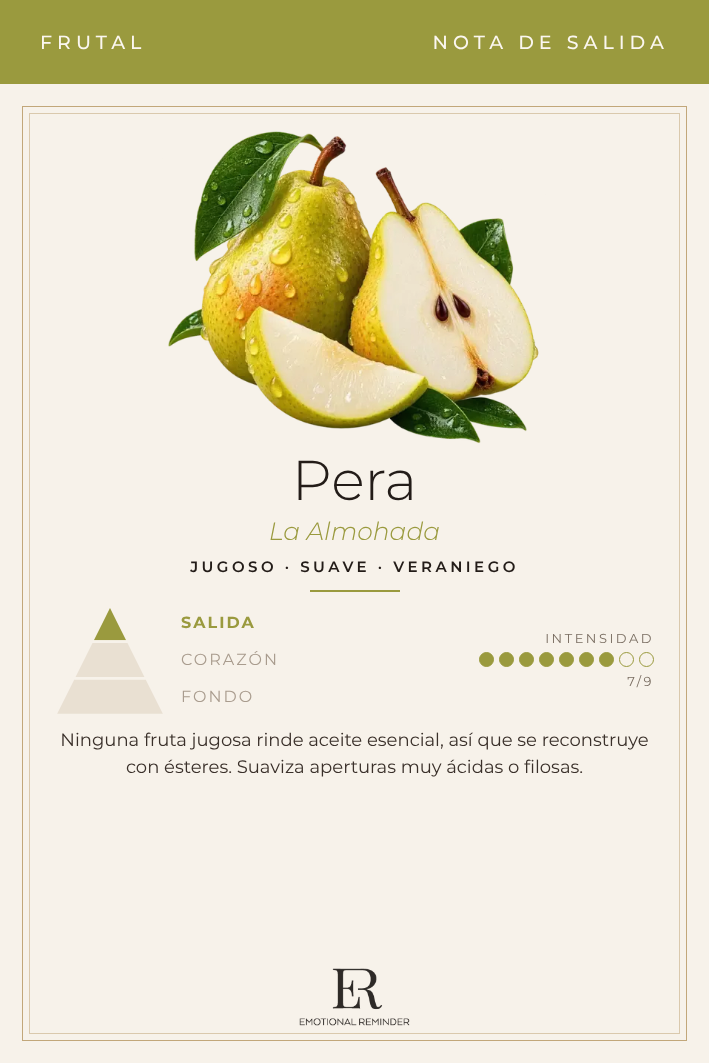 FRUTAL
NOTA DE SALIDA
Pera
La Almohada
JUGOSO · SUAVE · VERANIEGO
SALIDA
CORAZÓN
FONDO
INTENSIDAD
7/9
Ninguna fruta jugosa rinde aceite esencial, así que se reconstruye
con ésteres. Suaviza aperturas muy ácidas o filosas.
ER
EMOTIONAL REMINDER